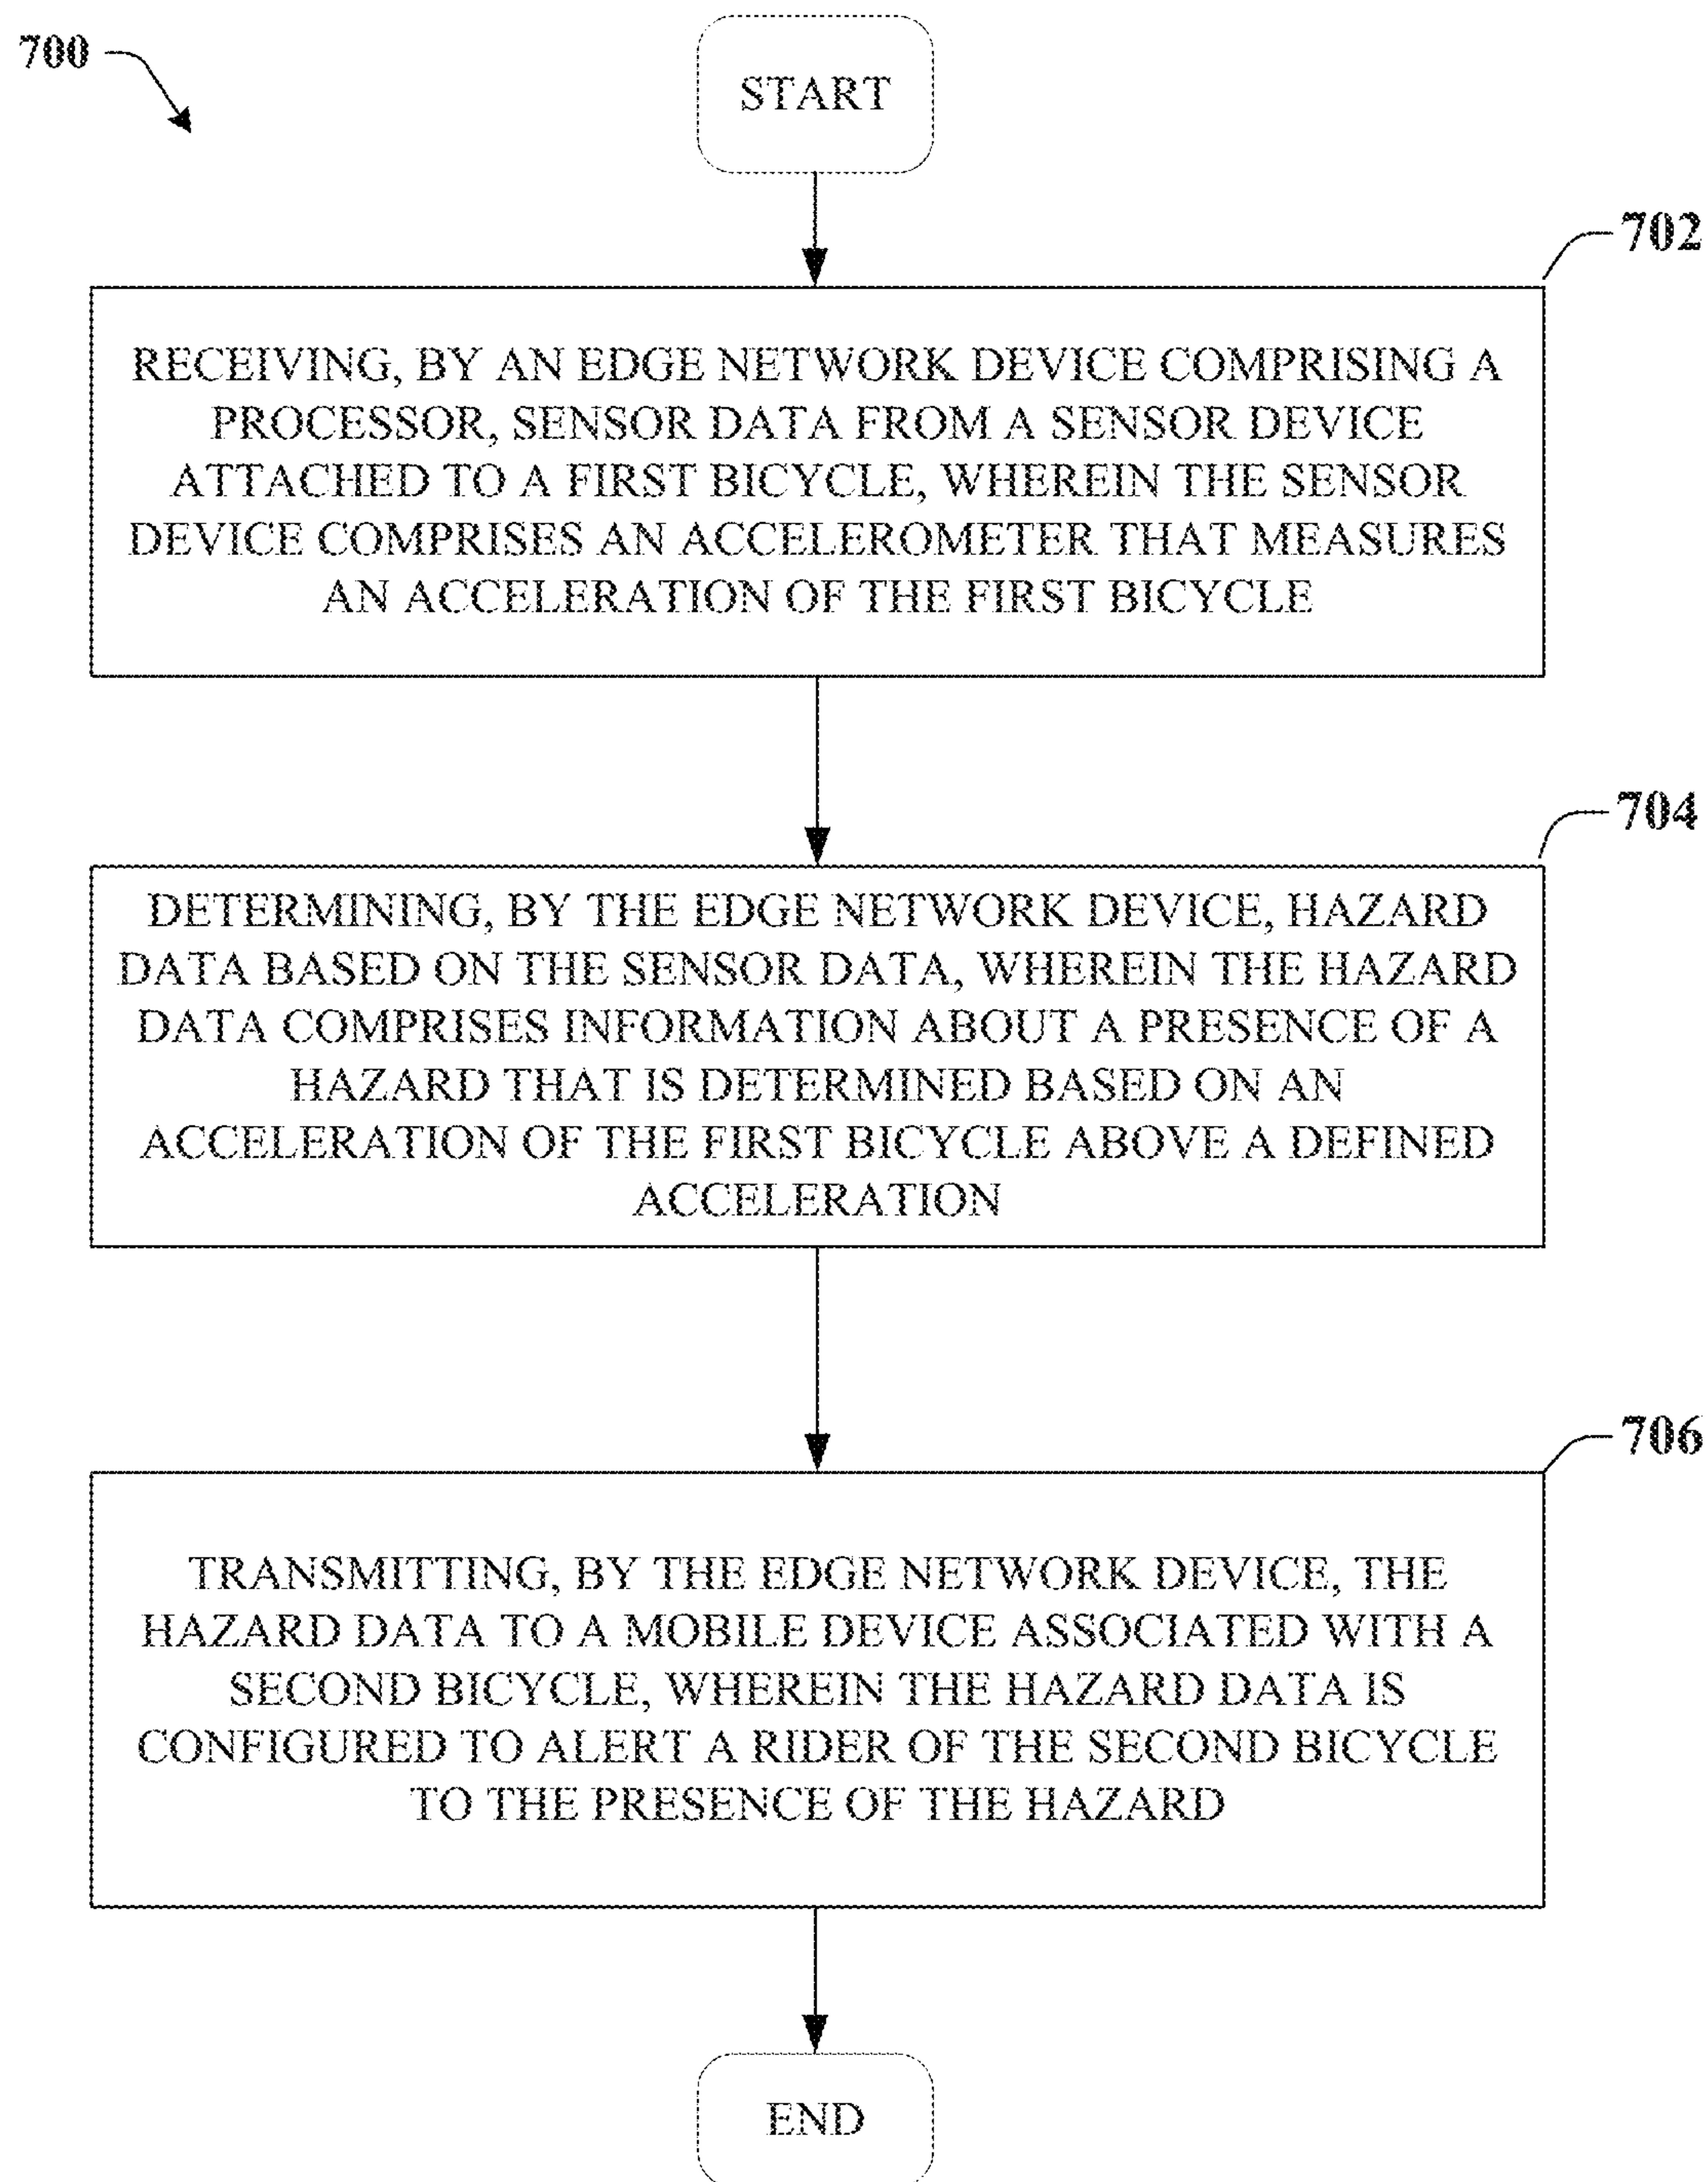 700
START
702
RECEIVING, BY AN EDGE NETWORK DEVICE COMPRISING A
PROCESSOR, SENSOR DATA FROM A SENSOR DEVICE
ATTACHED TO A FIRST BICYCLE, WHEREIN THE SENSOR
DEVICE COMPRISES AN ACCELEROMETER THAT MEASURES
AN ACCELERATION OF THE FIRST BICYCLE
704
DETERMINING, BY THE EDGE NETWORK DEVICE, HAZARD
DATA BASED ON THE SENSOR DATA, WHEREIN THE HAZARD
DATA COMPRISES INFORMATION ABOUT A PRESENCE OF A
HAZARD THAT IS DETERMINED BASED ON AN
ACCELERATION OF THE FIRST BICYCLE ABOVE A DEFINED
ACCELERATION
706
TRANSMITTING, BY THE EDGE NETWORK DEVICE, THE
HAZARD DATA TO A MOBILE DEVICE ASSOCIATED WITH A
SECOND BICYCLE, WHEREIN THE HAZARD DATA IS
CONFIGURED TO ALERT A RIDER OF THE SECOND BICYCLE
TO THE PRESENCE OF THE HAZARD
END